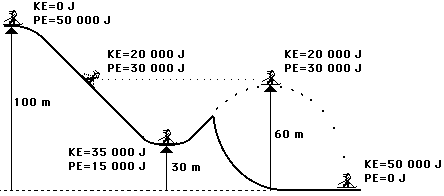 KE=0 J
PE=50 000 J
KE=20 000 J
PE=30 000 J
KE=20 000 J
PE=30 000 J
100 m
60 m
KE=35 000 J
PE=15 000 J
30 m
KE=50 000 J
PE=0 J